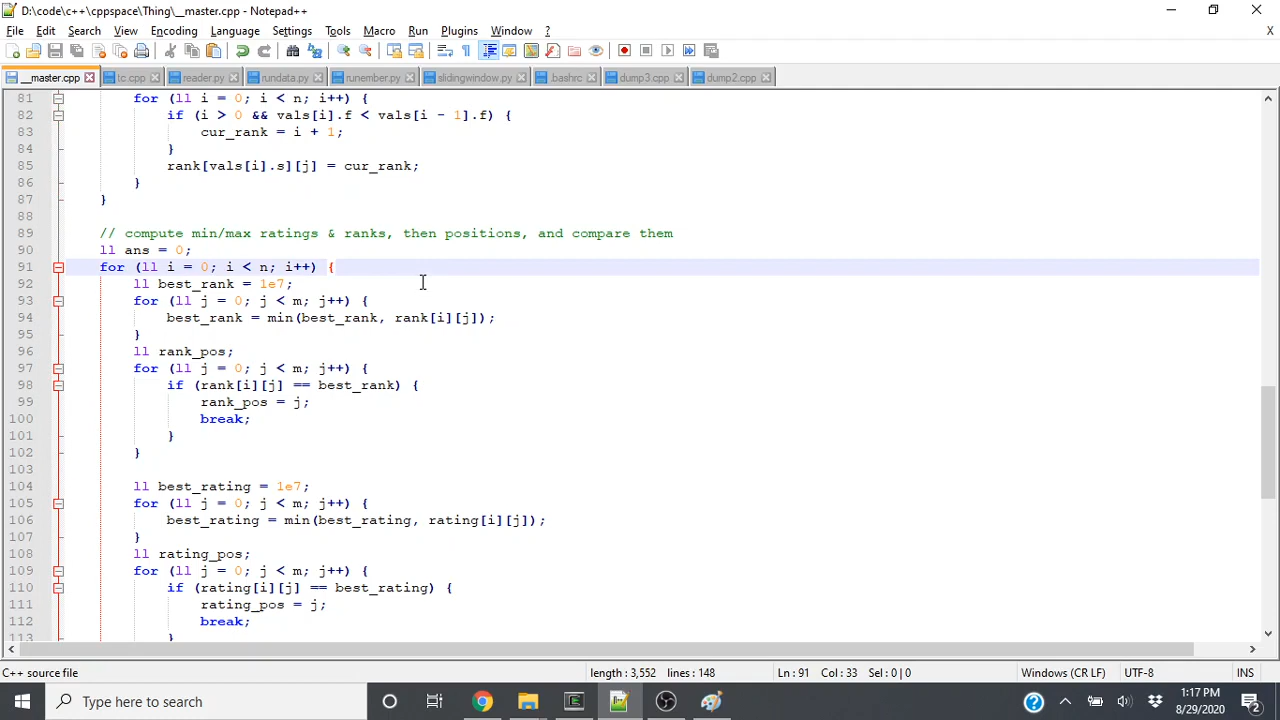 D:\code\c++\cppspace\Thing\__master.cpp - Notepad++
File Edit Search View Encoding Language Settings Tools Macro Run Plugins Window ? X
__master.cpp tc.cpp reader.py rundata.py runember.py slidingwindow.py .bashrc dump3.cpp dump2.cpp
81 for (ll i = 0; i < n; i++) {
82 if (i > 0 && vals[i].f < vals[i - 1].f) {
83 cur_rank = i + 1;
84 }
85 rank[vals[i].s][j] = cur_rank;
86 }
87 }
88
89 // compute min/max ratings & ranks, then positions, and compare them
90 ll ans = 0;
91 for (ll i = 0; i < n; i++) {
92 ll best_rank = 1e7;
93 for (ll j = 0; j < m; j++) {
94 best_rank = min(best_rank, rank[i][j]);
95 }
96 ll rank_pos;
97 for (ll j = 0; j < m; j++) {
98 if (rank[i][j] == best_rank) {
99 rank_pos = j;
100 break;
101 }
102 }
103
104 ll best_rating = 1e7;
105 for (ll j = 0; j < m; j++) {
106 best_rating = min(best_rating, rating[i][j]);
107 }
108 ll rating_pos;
109 for (ll j = 0; j < m; j++) {
110 if (rating[i][j] == best_rating) {
111 rating_pos = j;
112 break;
113 }
C++ source file length : 3,552 lines : 148 Ln : 91 Col : 33 Sel : 0 | 0 Windows (CR LF) UTF-8 INS
Type here to search
1:17 PM
8/29/2020
2